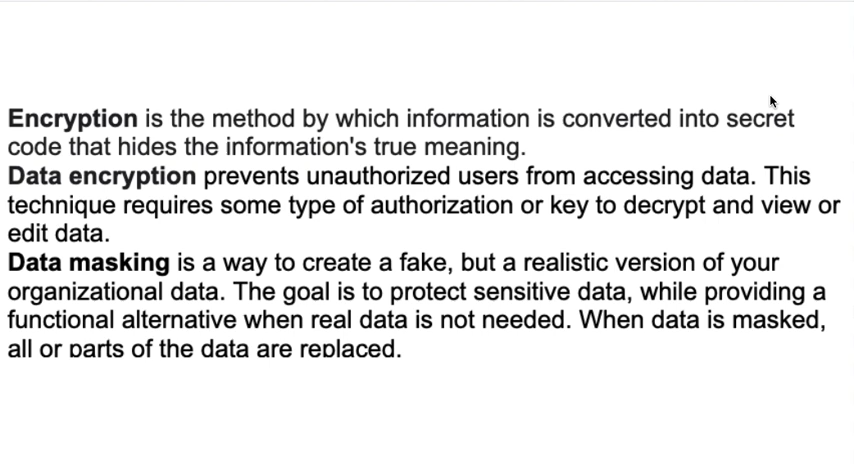 Encryption is the method by which information is converted into secret
code that hides the information's true meaning.
Data encryption prevents unauthorized users from accessing data. This
technique requires some type of authorization or key to decrypt and view or
edit data.
Data masking is a way to create a fake, but a realistic version of your
organizational data. The goal is to protect sensitive data, while providing a
functional alternative when real data is not needed. When data is masked,
all or parts of the data are replaced.